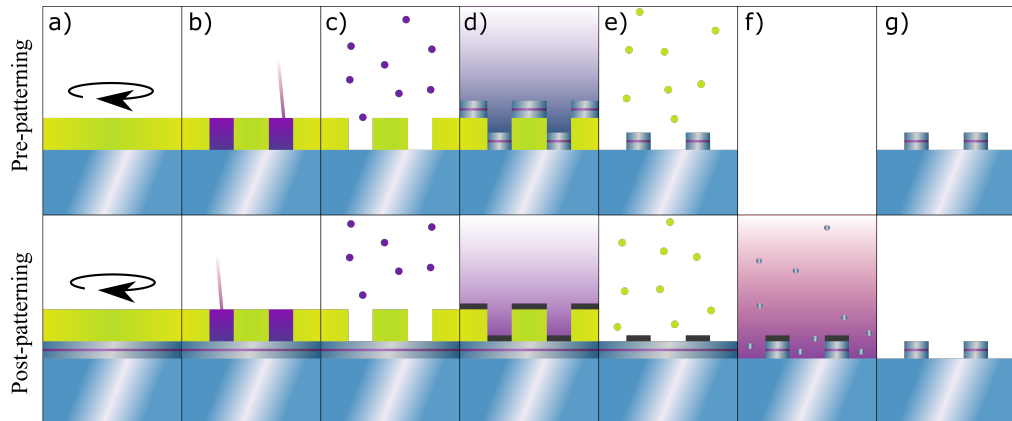 a) b) c) d) e) f) g)
Pre-patterning
Post-patterning